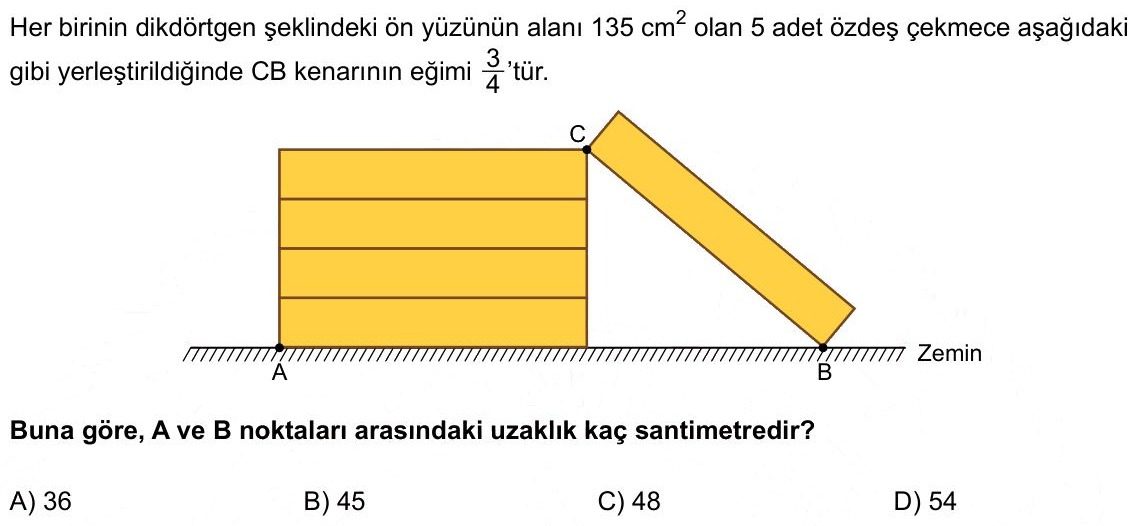 Her birinin dikdörtgen şeklindeki ön yüzünün alanı 135 cm² olan 5 adet özdeş çekmece aşağıdaki
gibi yerleştirildiğinde CB kenarının eğimi 3/4'tür.
C
Zemin
A
B
Buna göre, A ve B noktaları arasındaki uzaklık kaç santimetredir?
A) 36 B) 45 C) 48 D) 54